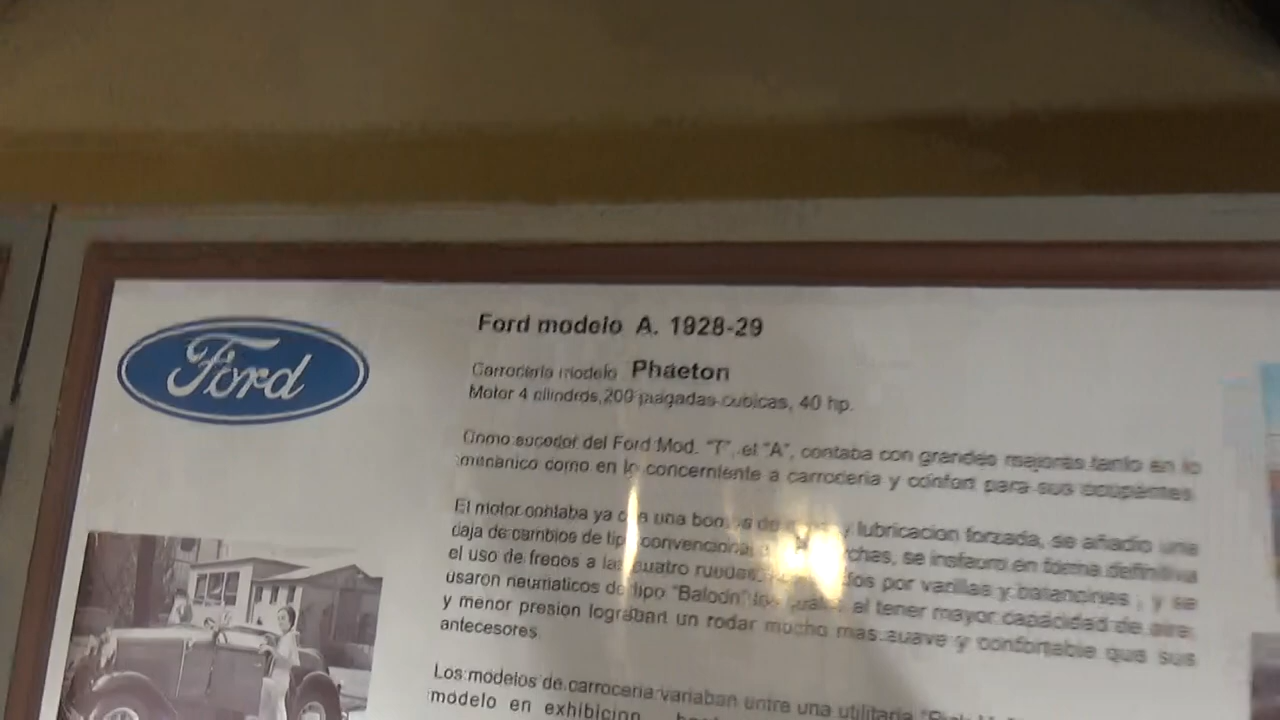 Ford
Ford modelo A. 1928-29
Carroceria modelo Phaeton
Motor 4 cilindros, 200 pulgadas cubicas, 40 hp.
Como sucedor del Ford Mod. "T", el "A", contaba con grandes mejoras tanto en lo
mecanico como en lo concerniente a carroceria y confort para sus ocupantes.
El motor contaba ya con una bomba de y lubricacion forzada, se añadio una
caja de cambios de tipo convencional se instauro en forma definitiva
el uso de frenos a las cuatro ruedas, por varillas y balancines , y se
usaron neumaticos de tipo "Balodn" los cuales, al tener mayor capacidad de aire
y menor presion lograban un rodar mucho mas suave y confortable que sus
antecesores.
Los modelos de carroceria variaban entre una utilitaria
modelo en exhibicion